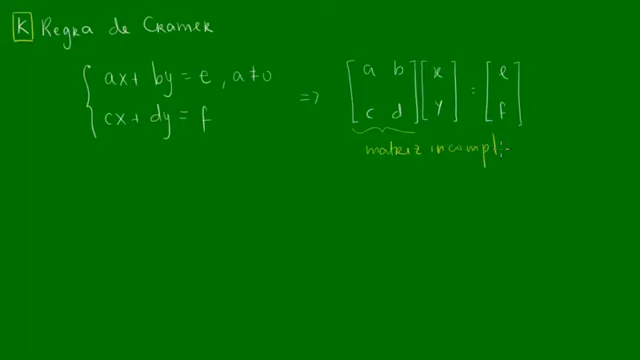 K Regra de Cramer
ax + by = e , a ≠ 0
cx + dy = f
=> [ a b c d ] [ x y ] = [ e f ]
matriz incompl